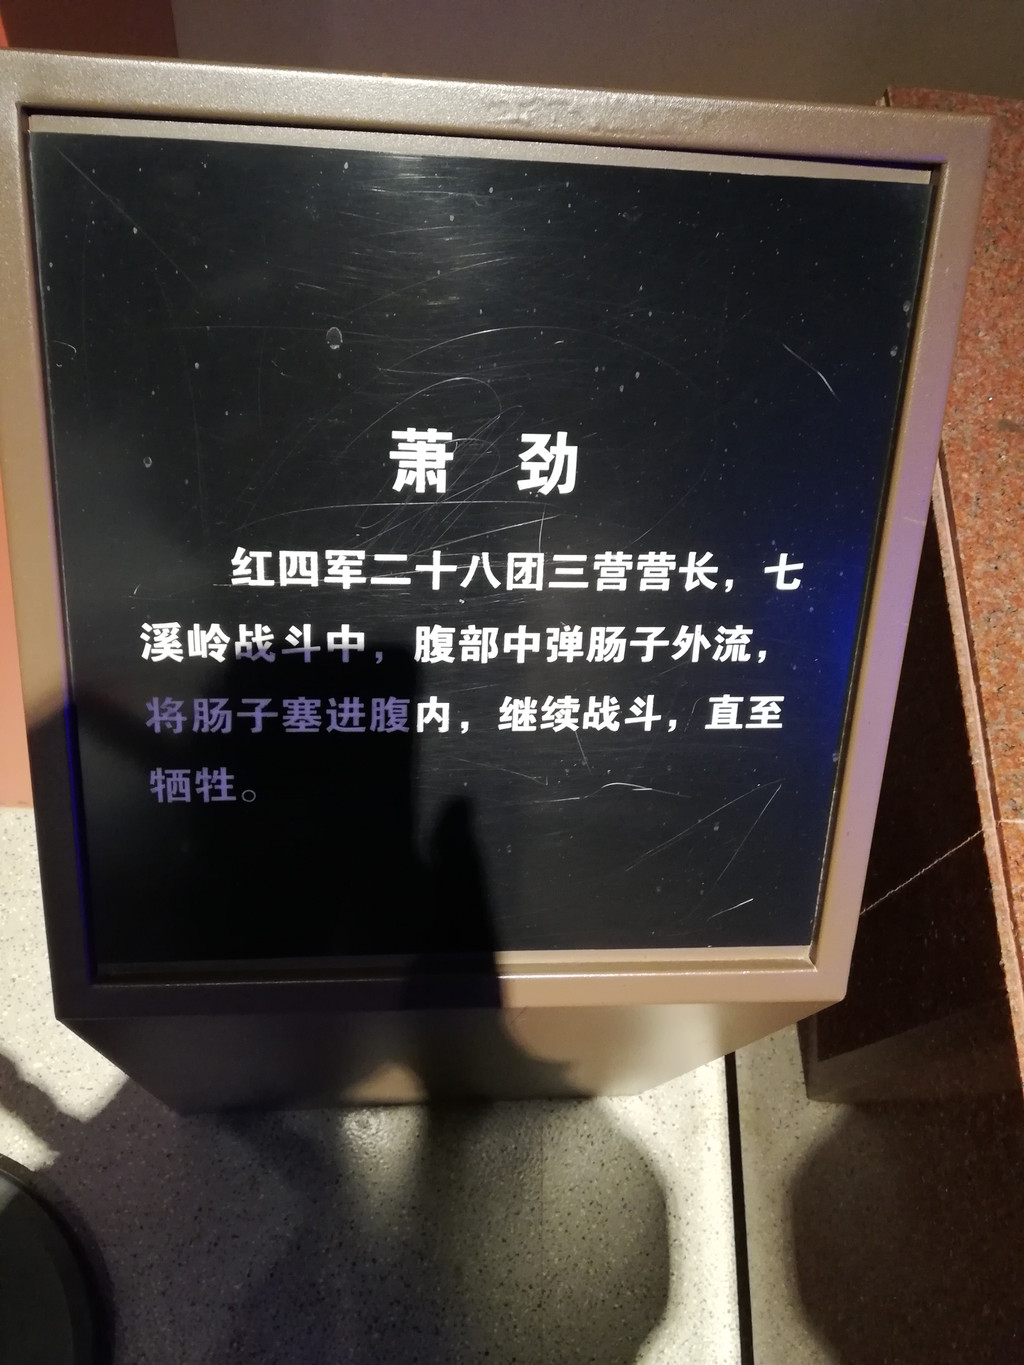 萧 劲
红四军二十八团三营营长，七
溪岭战斗中，腹部中弹肠子外流，
将肠子塞进腹内，继续战斗，直至
牺牲。